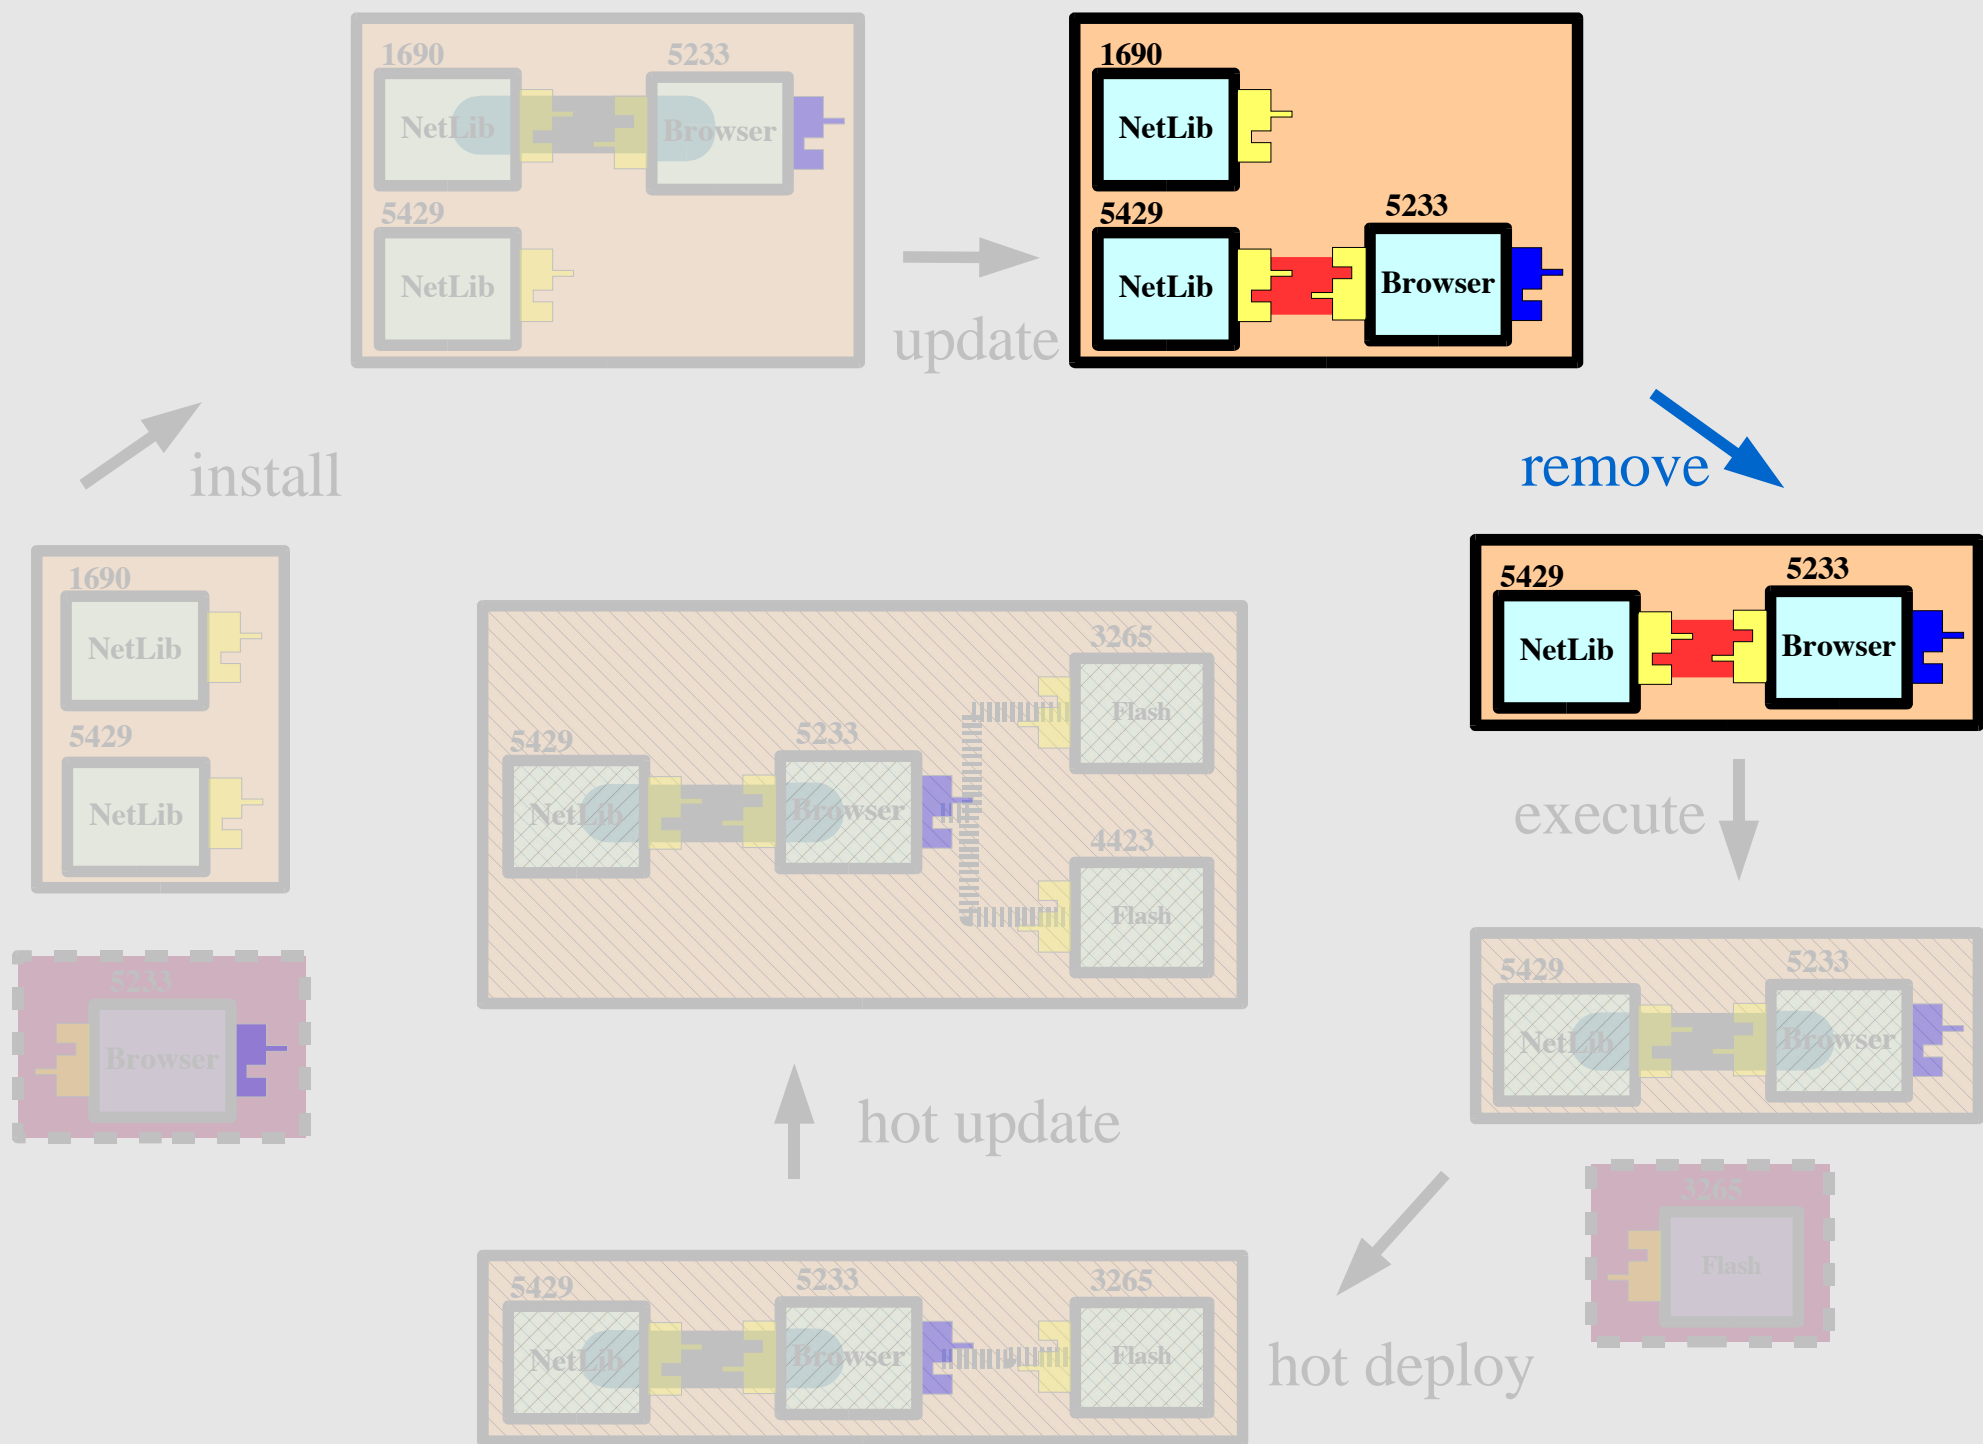 1690
5233
NetLib
Browser
5429
NetLib
update
1690
NetLib
5429
5233
NetLib
Browser
install
remove
1690
NetLib
5429
NetLib
5233
Browser
3265
Flash
5429
5233
NetLib
Browser
4423
Flash
5429
5233
NetLib
Browser
execute
5429
5233
NetLib
Browser
3265
Flash
hot update
hot deploy
5429
5233
3265
NetLib
Browser
Flash